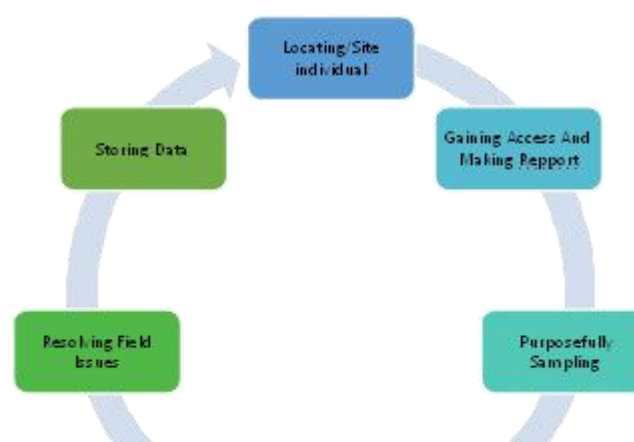 Locating/Site
individual
Gaining Access And
Making Repport
Purposefully
Sampling
Resolving Field
Issues
Storing Data